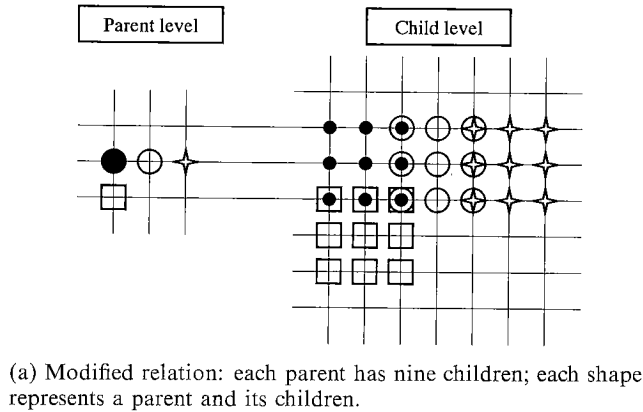 Parent level
Child level
(a) Modified relation: each parent has nine children; each shape
represents a parent and its children.